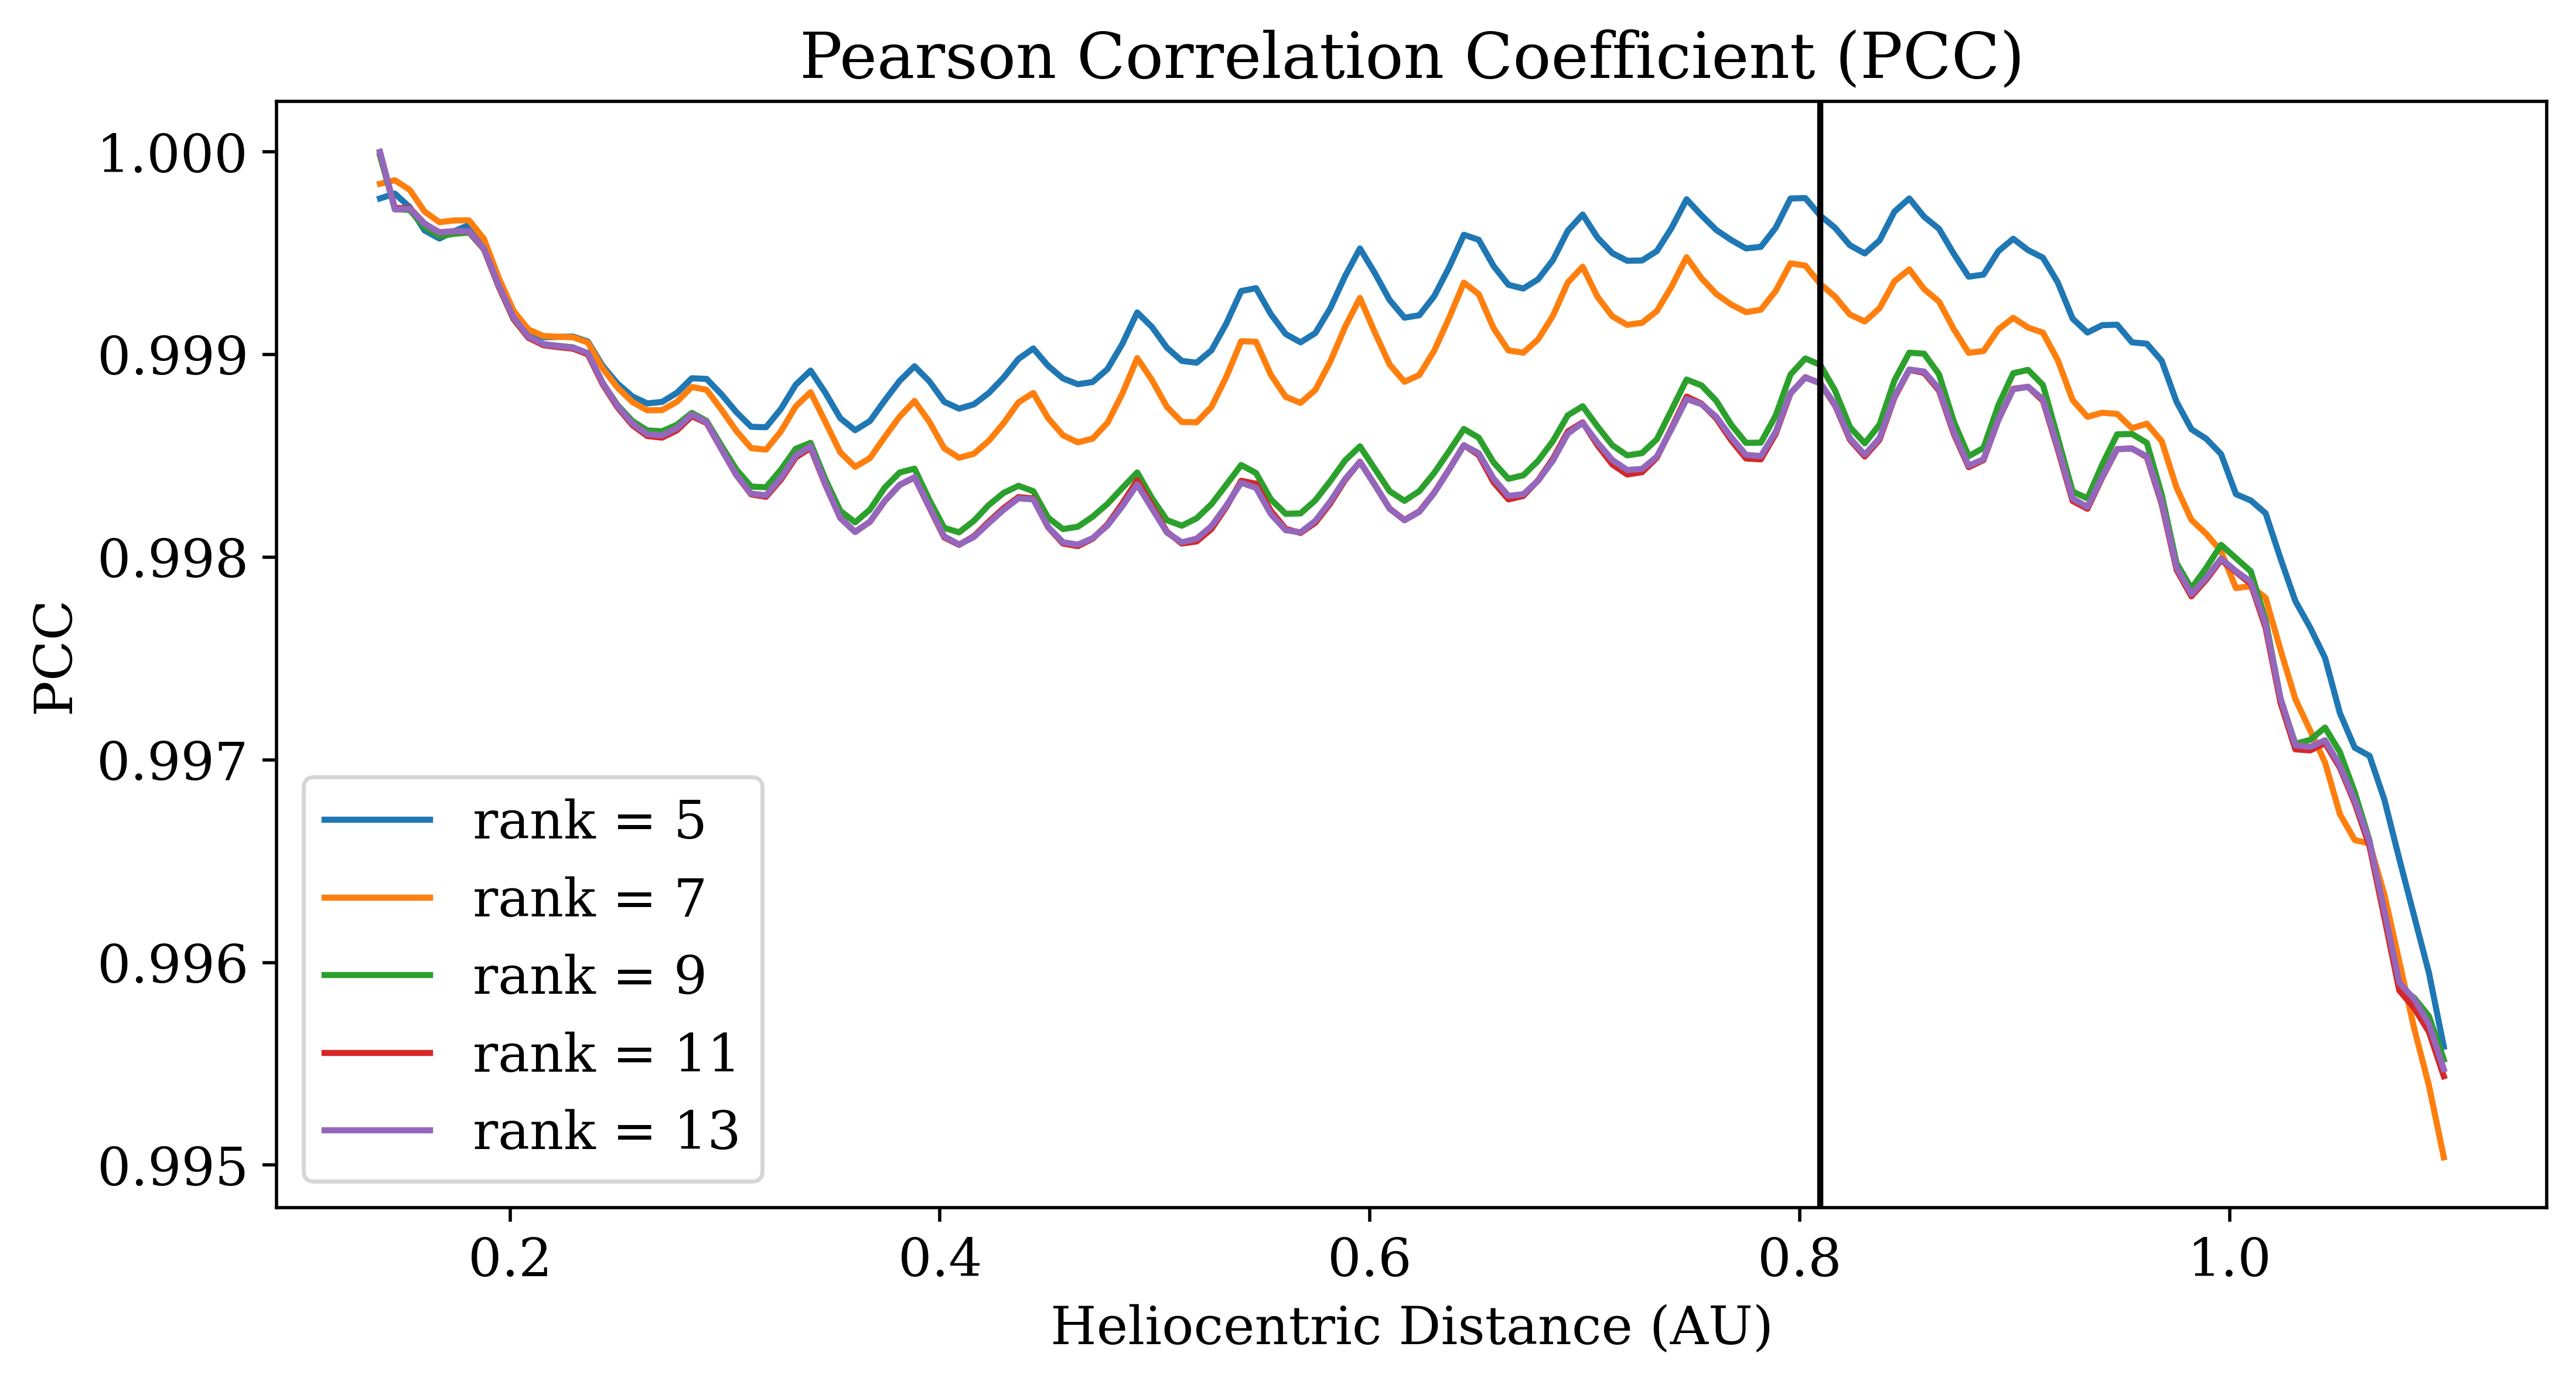 Pearson Correlation Coefficient (PCC)
1.000
0.999
0.998
0.997
0.996
0.995
PCC
rank = 5
rank = 7
rank = 9
rank = 11
rank = 13
0.2 0.4 0.6 0.8 1.0
Heliocentric Distance (AU)